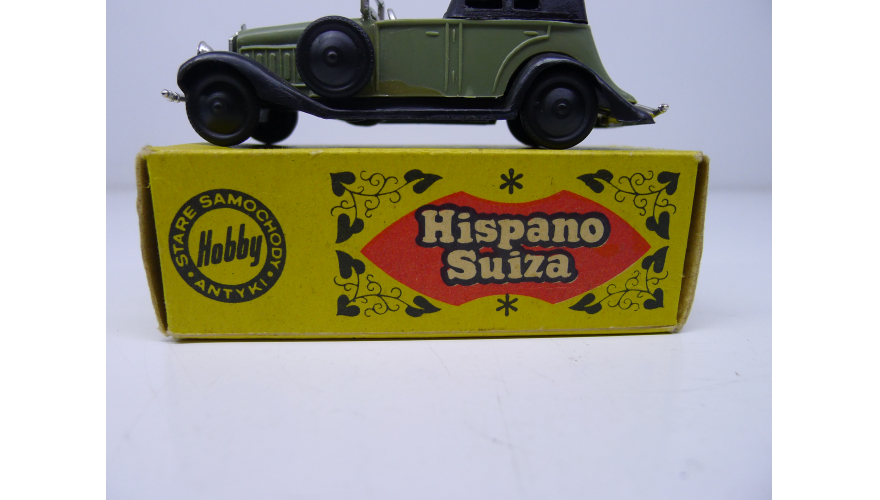 STARE SAMOCHODY
Hobby
ANTYKI
Hispano
Suiza